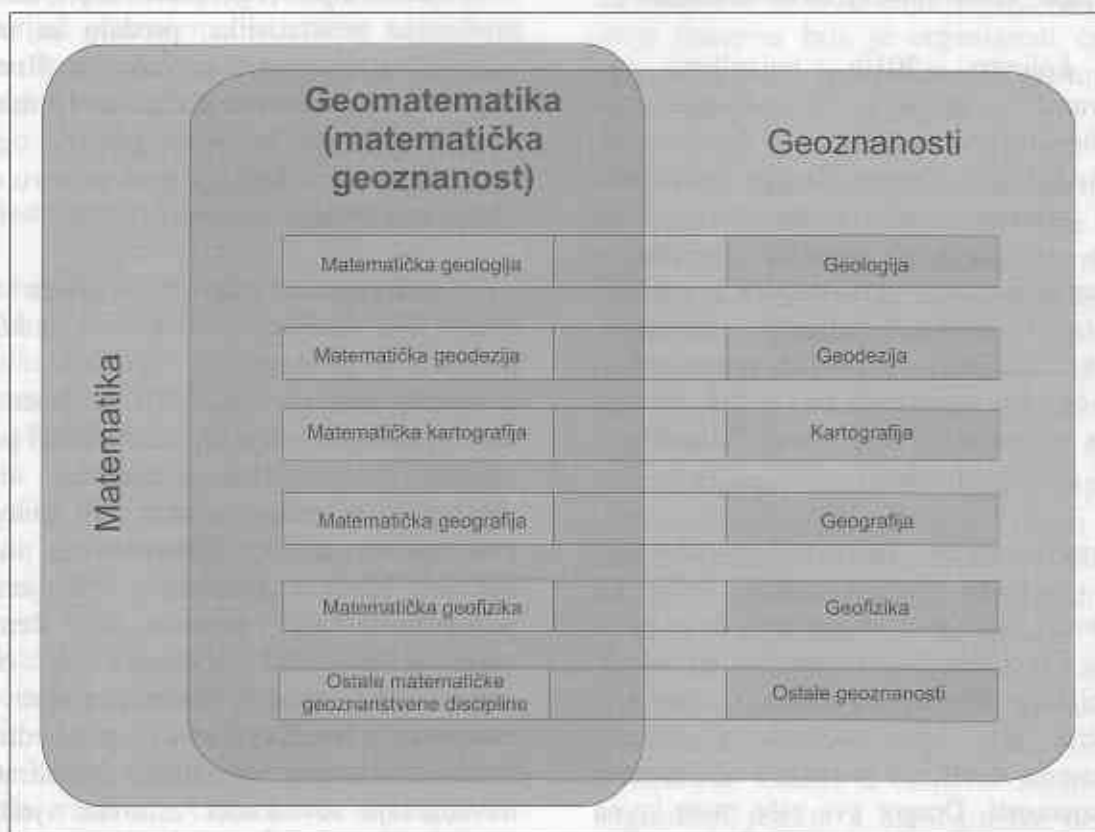 Geomatematika
(matematička
geoznanost)
Geoznanosti
Matematika
Matematička geologija
Geologija
Matematička geodezija
Geodezija
Matematička kartografija
Kartografija
Matematička geografija
Geografija
Matematička geofizika
Geofizika
Ostale matematičke
geoznanstvene discipline
Ostale geoznanosti